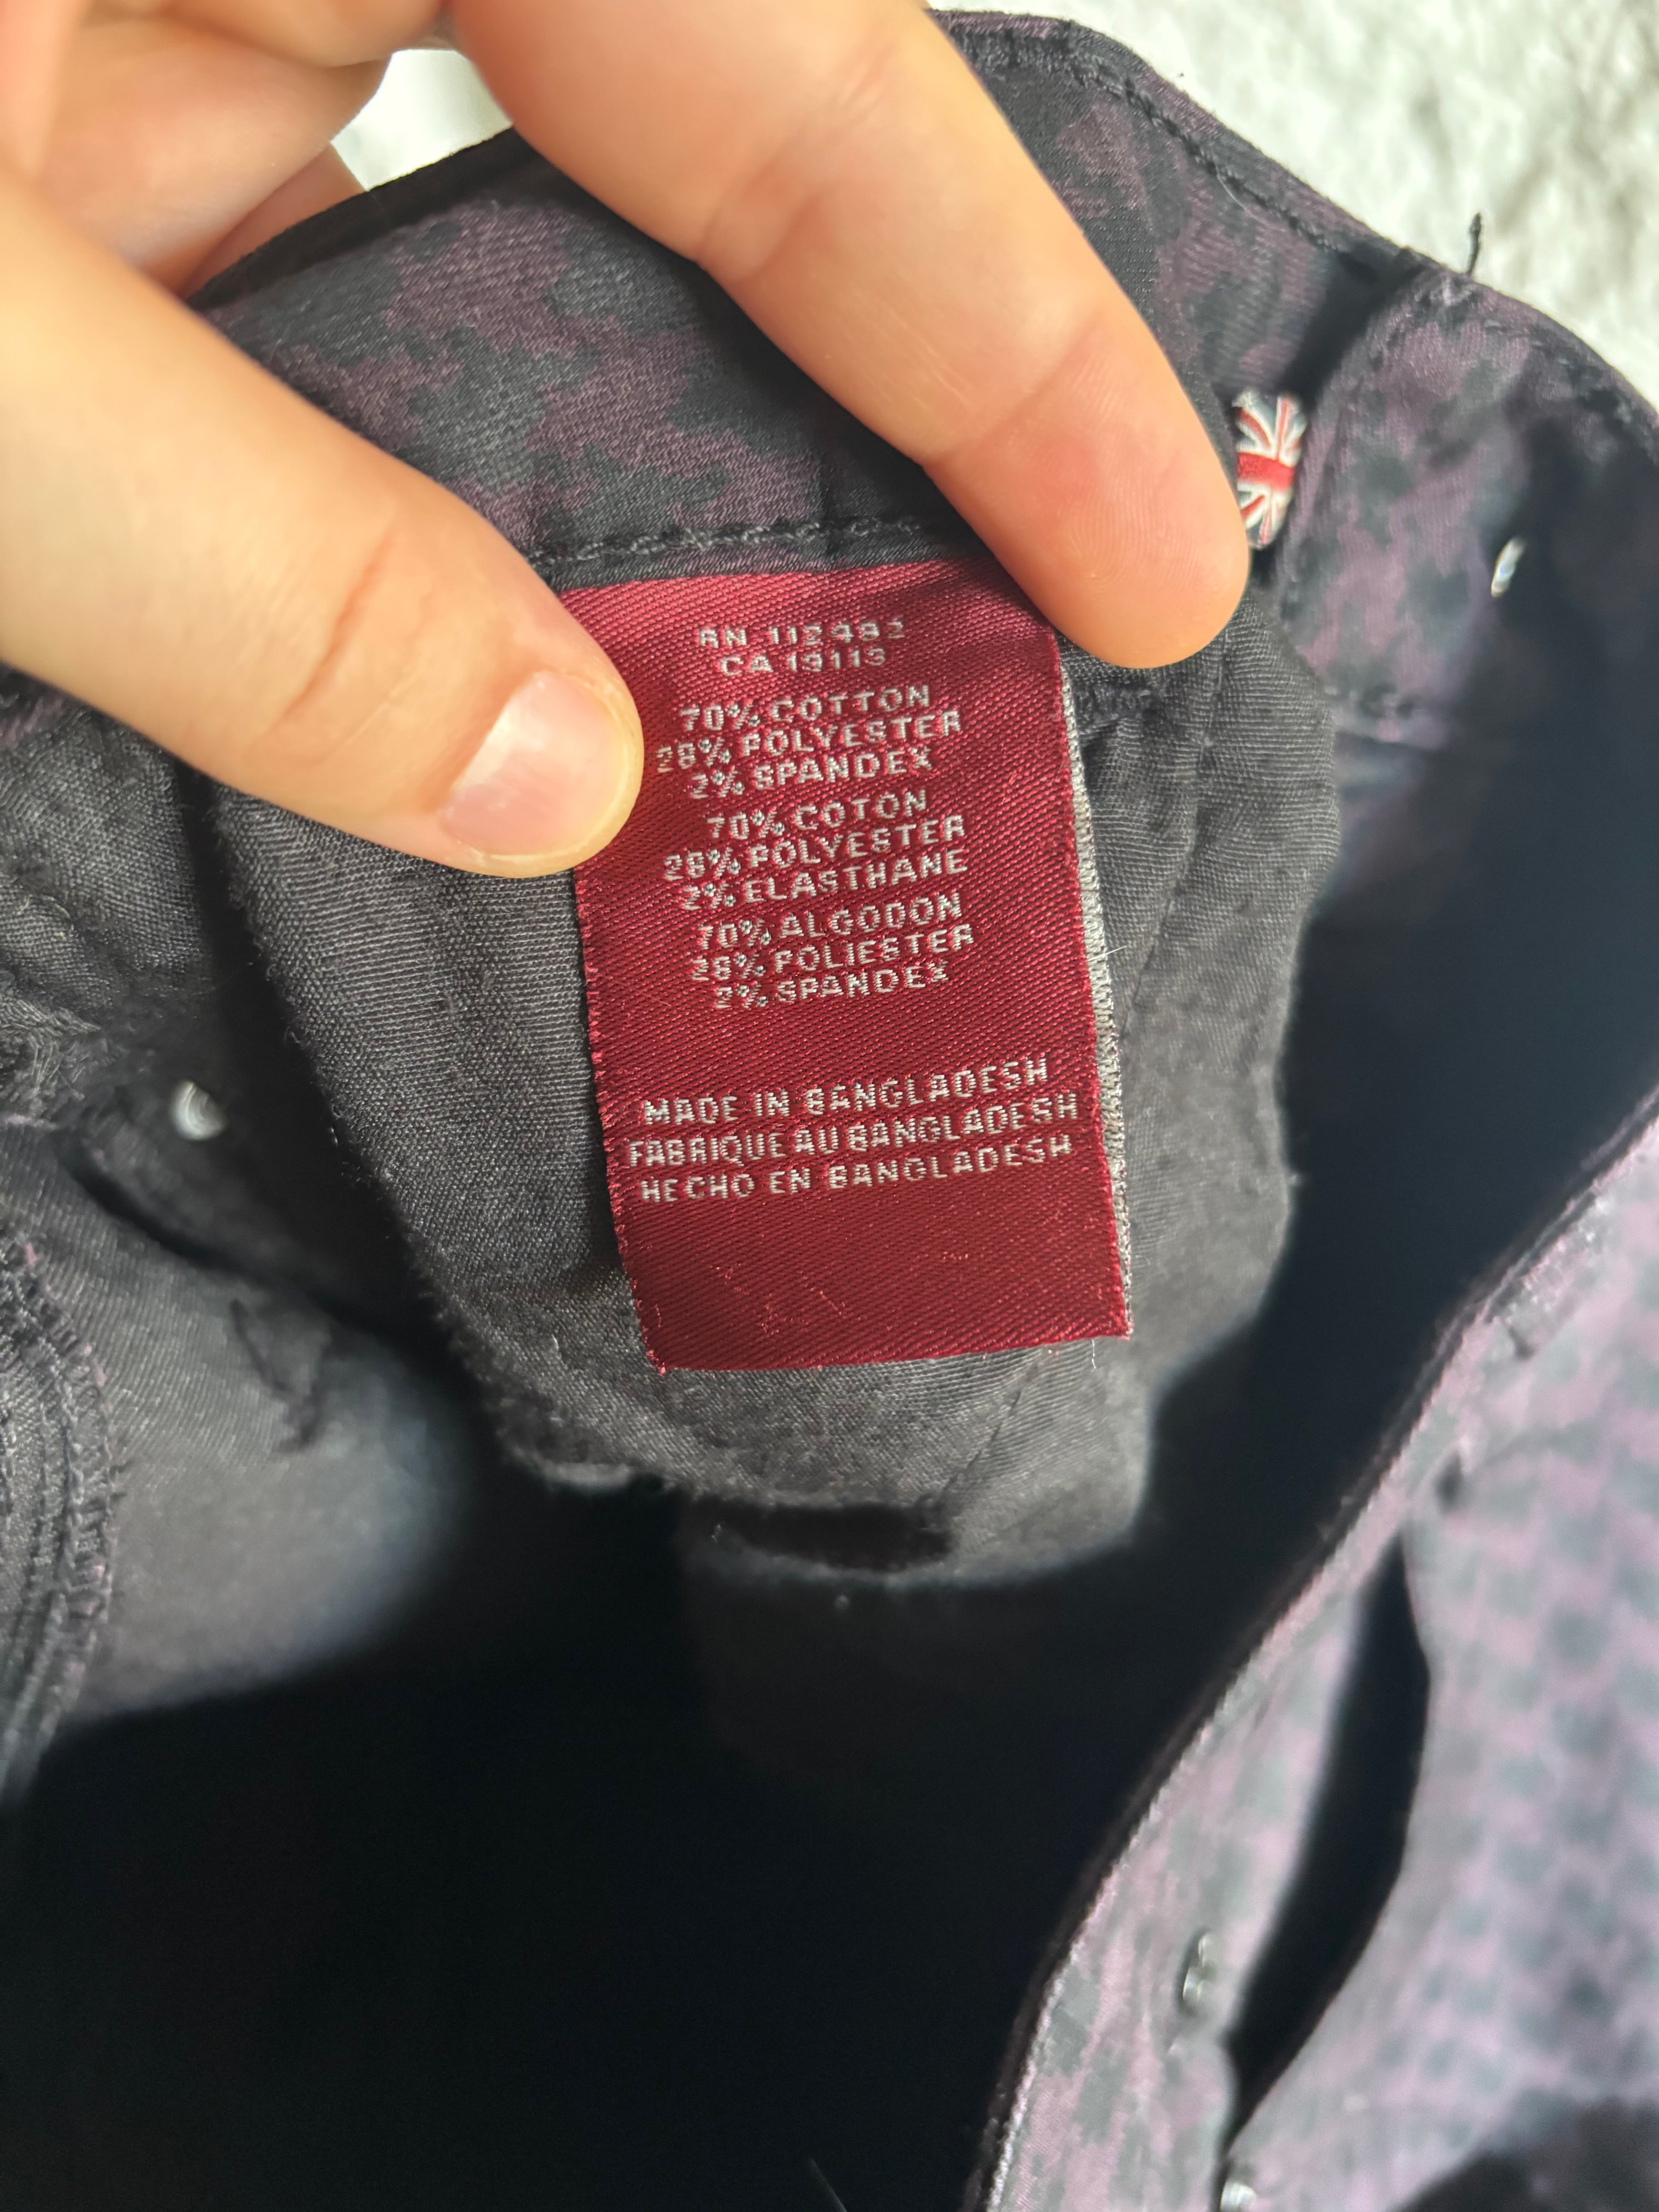 RN 112482
CA 19113
70% COTTON
28% POLYESTER
2% SPANDEX
70% COTON
28% POLYESTER
2% ELASTHANE
70% ALGODON
28% POLIESTER
2% SPANDEX
MADE IN BANGLADESH
FABRIQUE AU BANGLADESH
HECHO EN BANGLADESH